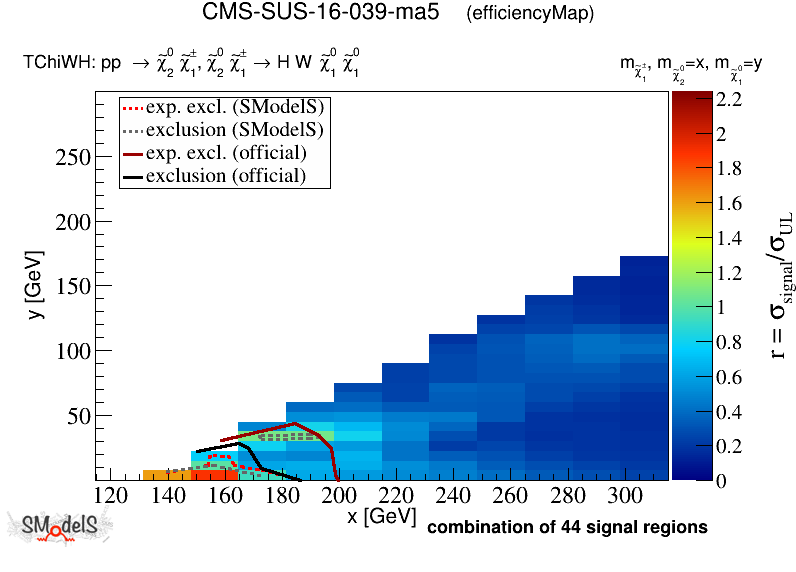 CMS-SUS-16-039-ma5 (efficiencyMap)
TChiWH: pp → χ̃₂⁰ χ̃₁±, χ̃₂⁰ χ̃₁± → H W χ̃₁⁰ χ̃₁⁰
m_χ̃₁±, m_χ̃₂⁰=x, m_χ̃₁⁰=y
exp. excl. (SModelS)
exclusion (SModelS)
exp. excl. (official)
exclusion (official)
250
200
150
100
50
y [GeV]
120 140 160 180 200 220 240 260 280 300
x [GeV]
2.2
2
1.8
1.6
1.4
1.2
1
0.8
0.6
0.4
0.2
0
r = σ_signal/σ_UL
combination of 44 signal regions
SModelS